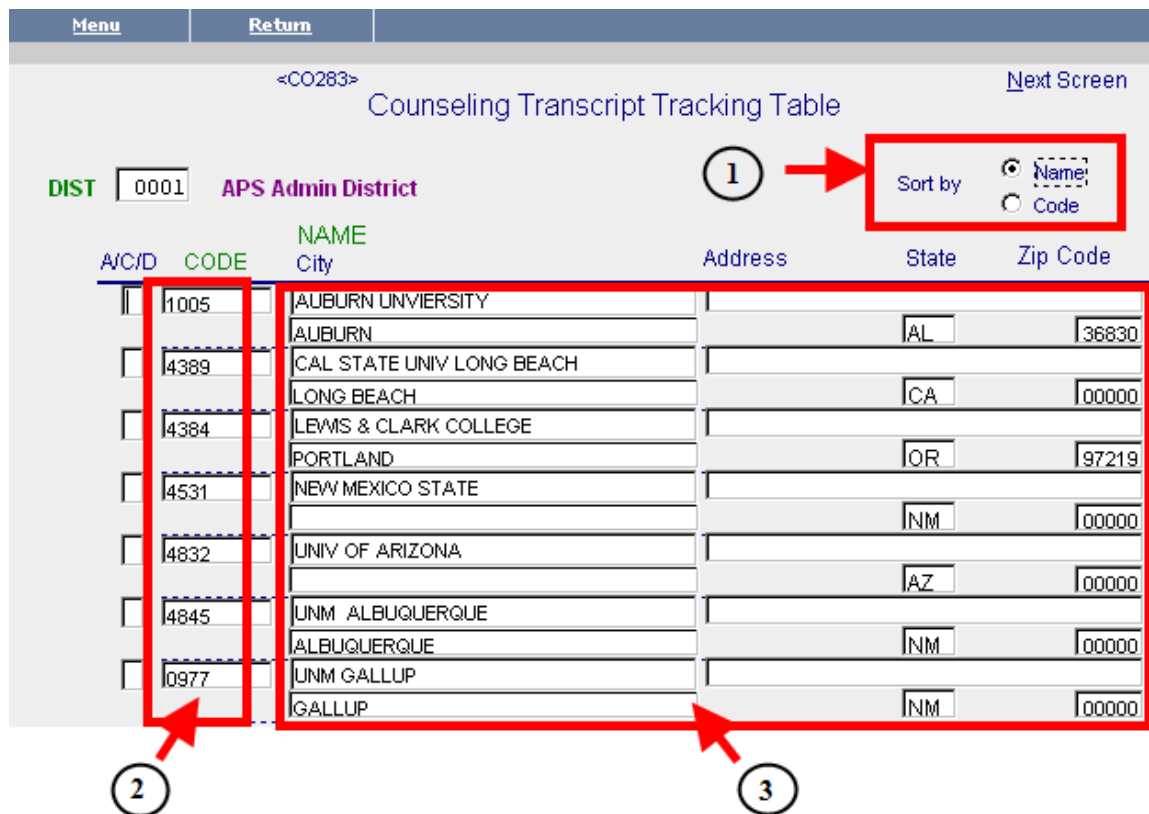 Menu Return
<CO283> Next Screen
Counseling Transcript Tracking Table
1 Sort by Name
Code
DIST 0001 APS Admin District
A/C/D CODE NAME
City Address State Zip Code
1005 AUBURN UNVIERSITY
AUBURN AL 36830
4389 CAL STATE UNIV LONG BEACH
LONG BEACH CA 00000
4384 LEWIS & CLARK COLLEGE
PORTLAND OR 97219
4531 NEW MEXICO STATE
NM 00000
4832 UNIV OF ARIZONA
AZ 00000
4845 UNM ALBUQUERQUE
ALBUQUERQUE NM 00000
0977 UNM GALLUP
GALLUP NM 00000
2 3